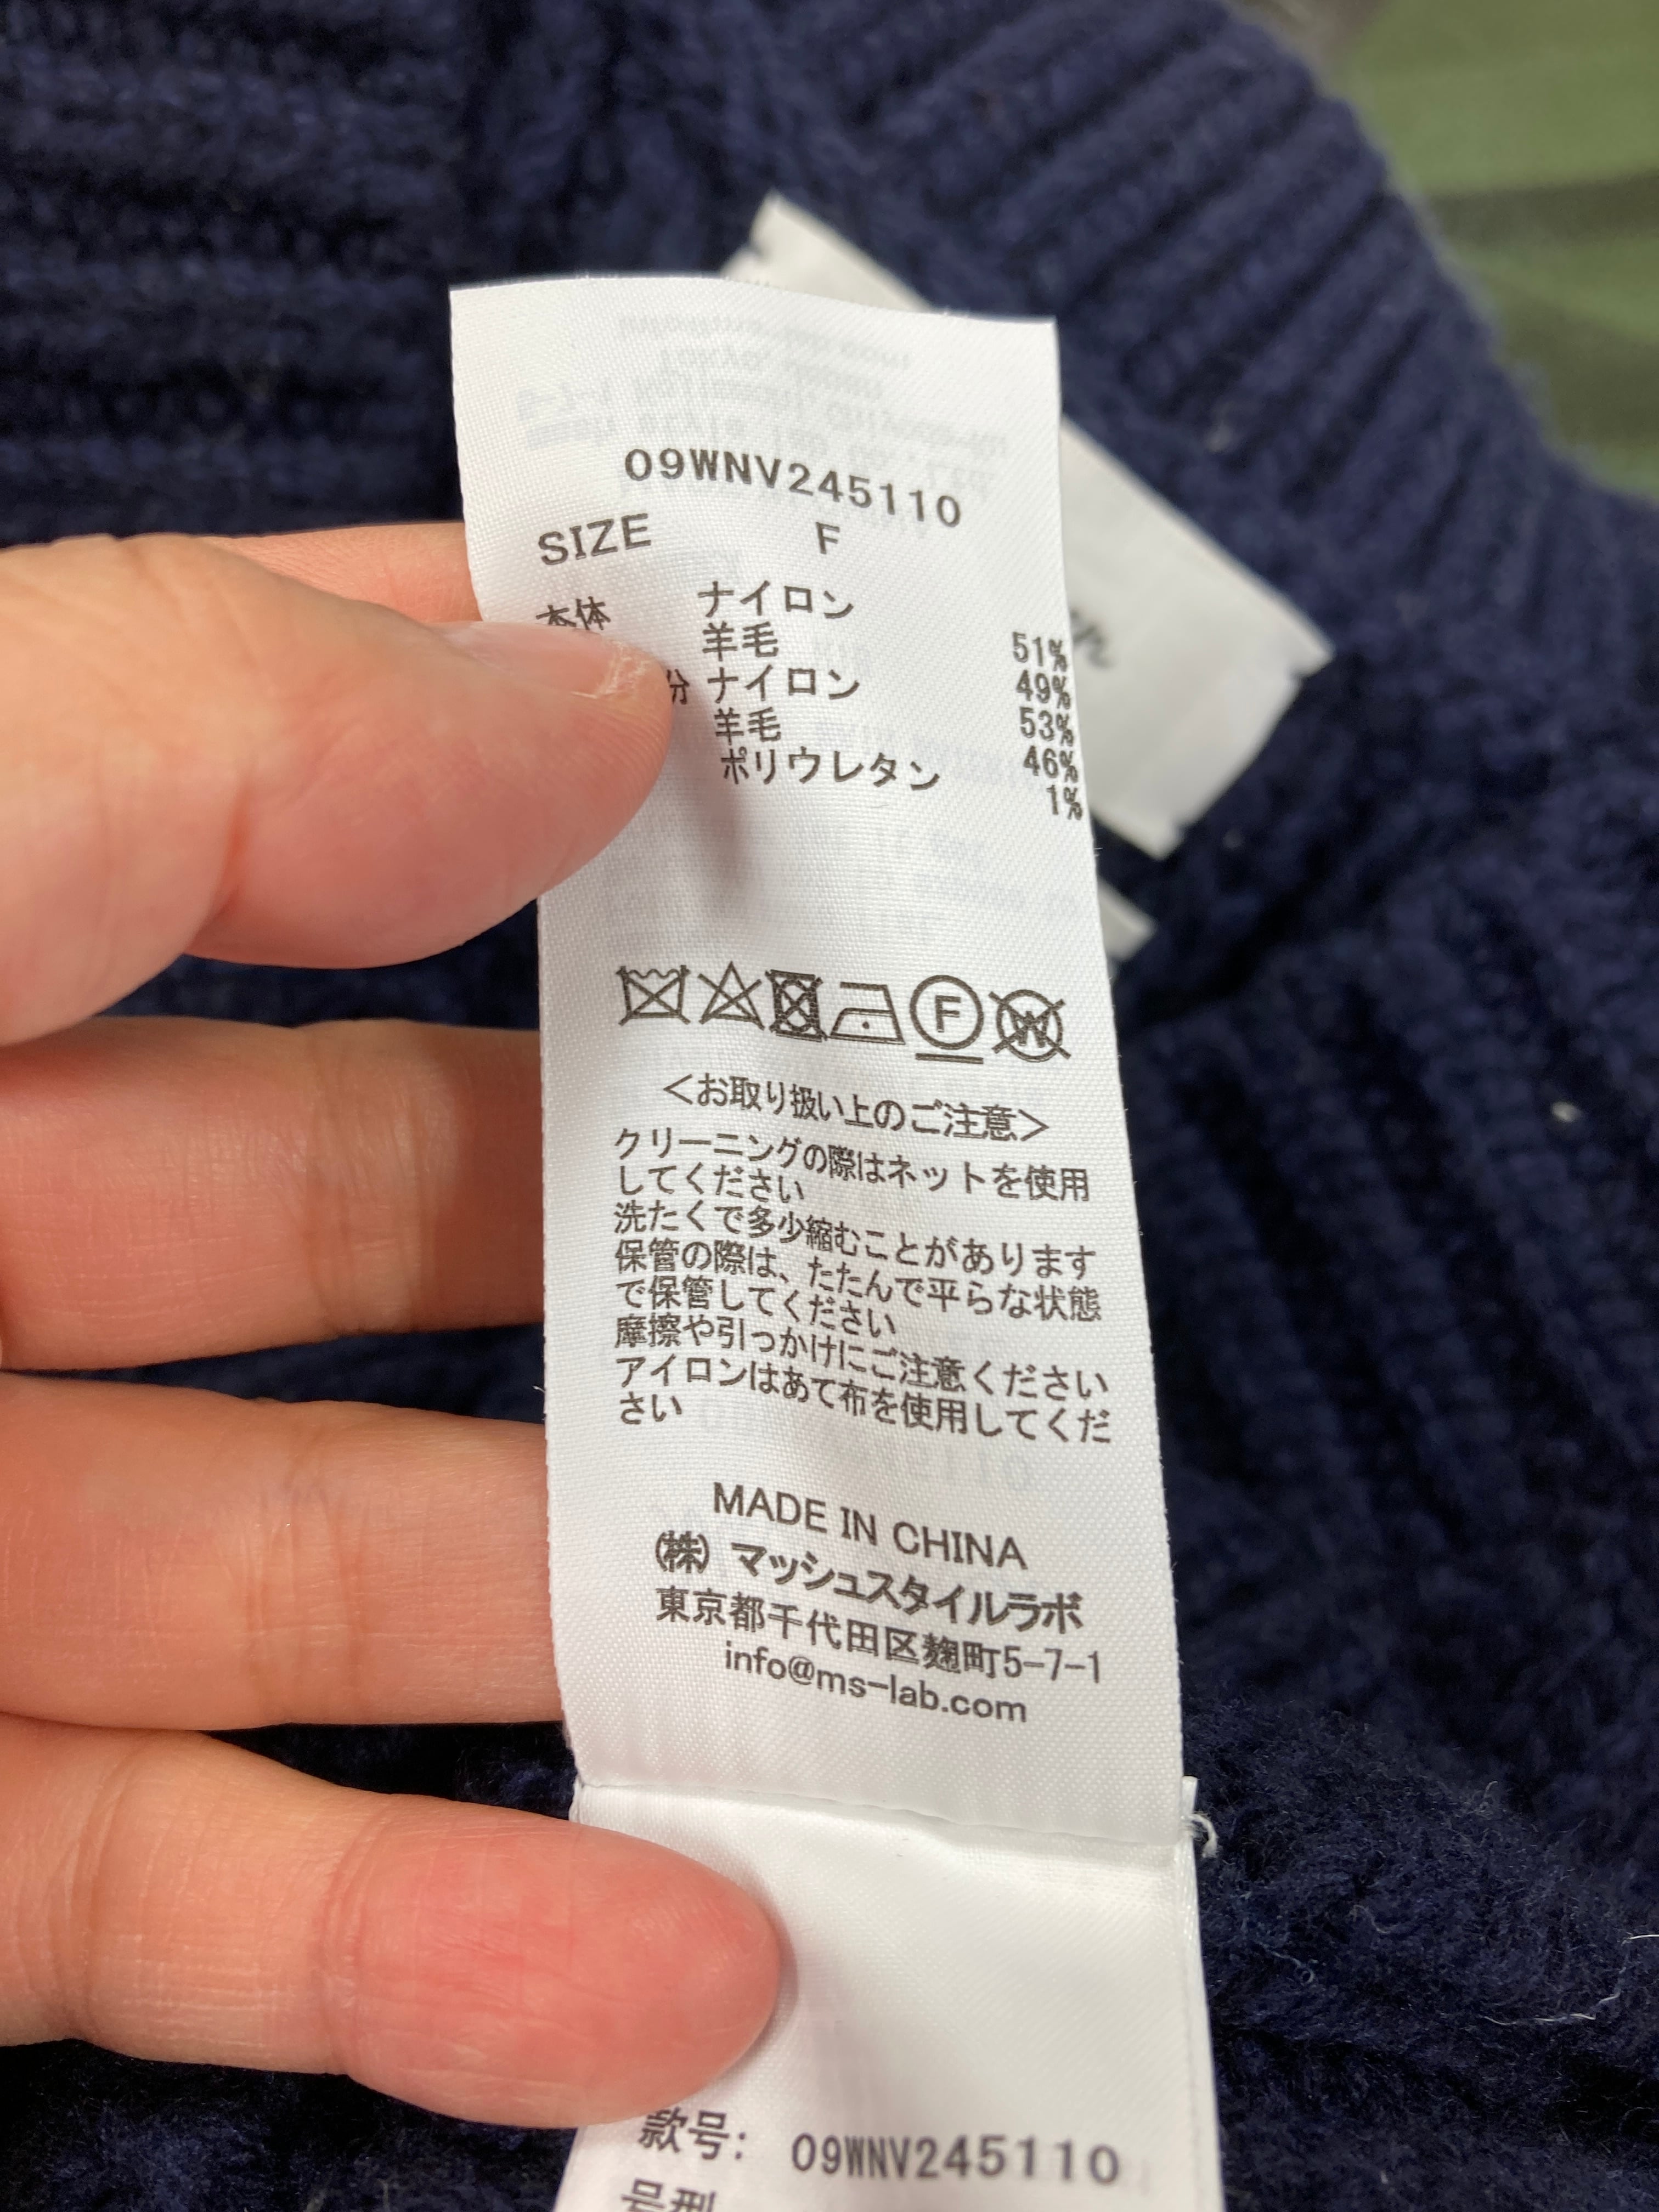 09WNV245110
SIZE F
本体 ナイロン 51%
羊毛 49%
分 ナイロン 53%
羊毛 46%
ポリウレタン 1%
F
W
＜お取り扱い上のご注意＞
クリーニングの際はネットを使用
してください
洗たくで多少縮むことがあります
保管の際は、たたんで平らな状態
で保管してください
摩擦や引っかけにご注意ください
アイロンはあて布を使用してくだ
さい
MADE IN CHINA
(株) マッシュスタイルラボ
東京都千代田区麹町5-7-1
info@ms-lab.com
款号: 09WNV245110
号型